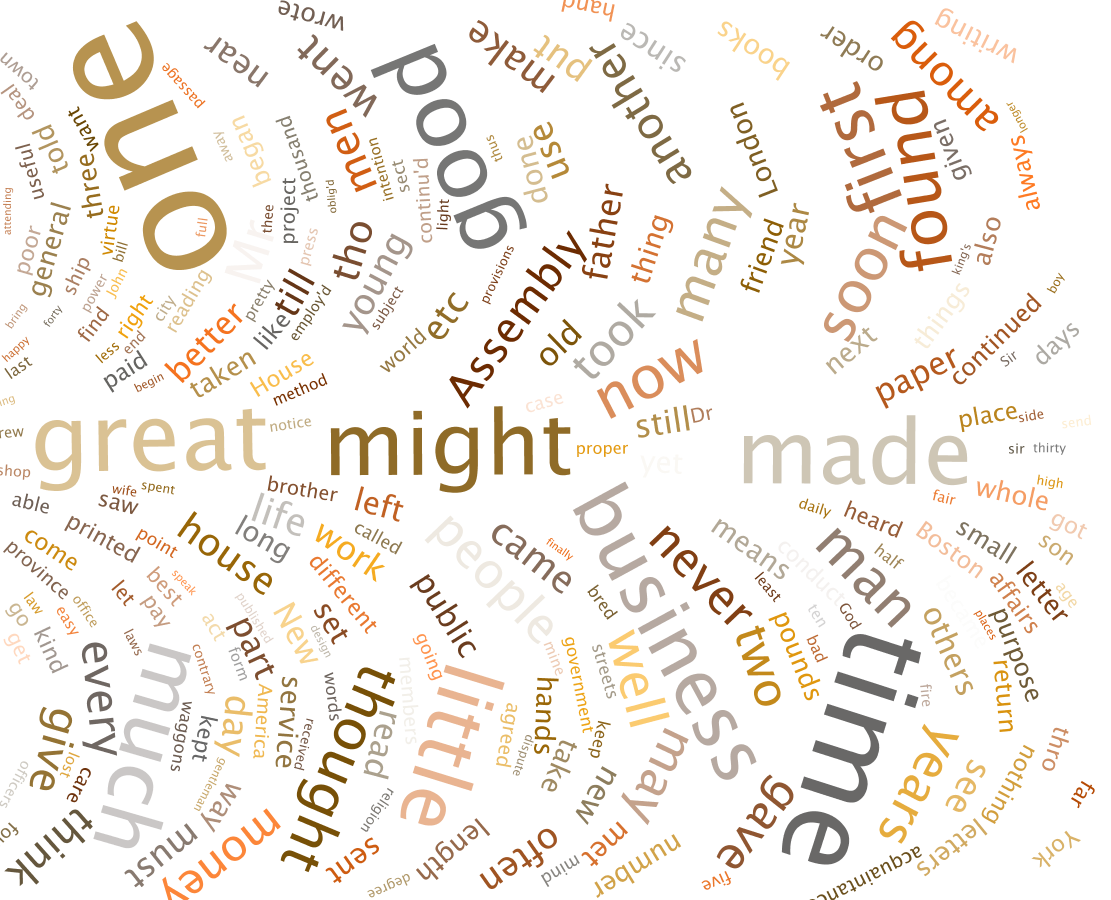 wrote
hand
writing
town
near
went
one
passage
good
make
put
since
books
order
among
deal
told
want
three
useful
away
began
thousand
men
intention
sect
thus
done
use
another
London
first
found
given
longer
always
attending
poor
general
virtue
bill
full
Mr
thee
project
oblig'd
continu'd
light
father
thing
many
friend
year
soon
king's
also
ship
power
John
press
tho
young
subject
provisions
Assembly
bring
forty
find
right
less
end
city
reading
pretty
till
like
employ'd
etc
world
old
took
now
next
things
boy
continued
Sir
days
paper
happy
last
paid
begin
better
taken
House
method
case
still
Dr
place
side
send
great
notice
might
proper
yet
made
sir
thirty
shop
able
wife
spent
saw
brother
left
life
long
work
called
people
came
finally
business
never
means
daily
heard
fair
whole
high
got
come
printed
point
house
different
province
best
speak
pay
let
law
office
easy
go
get
kind
laws
act
published
New
design
set
public
bred
least
conduct
ten
God
half
man
Boston
small
son
affairs
letter
age
places
purpose
every
much
contrary
form
part
America
service
words
received
members
going
little
mine
government
streets
well
two
pounds
bad
time
others
fire
return
give
lost
care
wagons
kept
day
gentleman
way
thought
read
religion
agreed
dispute
hands
take
keep
new
may
gave
years
see
nothing
letters
thro
far
York
officers
think
must
money
sent
degree
length
often
mind
met
number
five
acquaintance